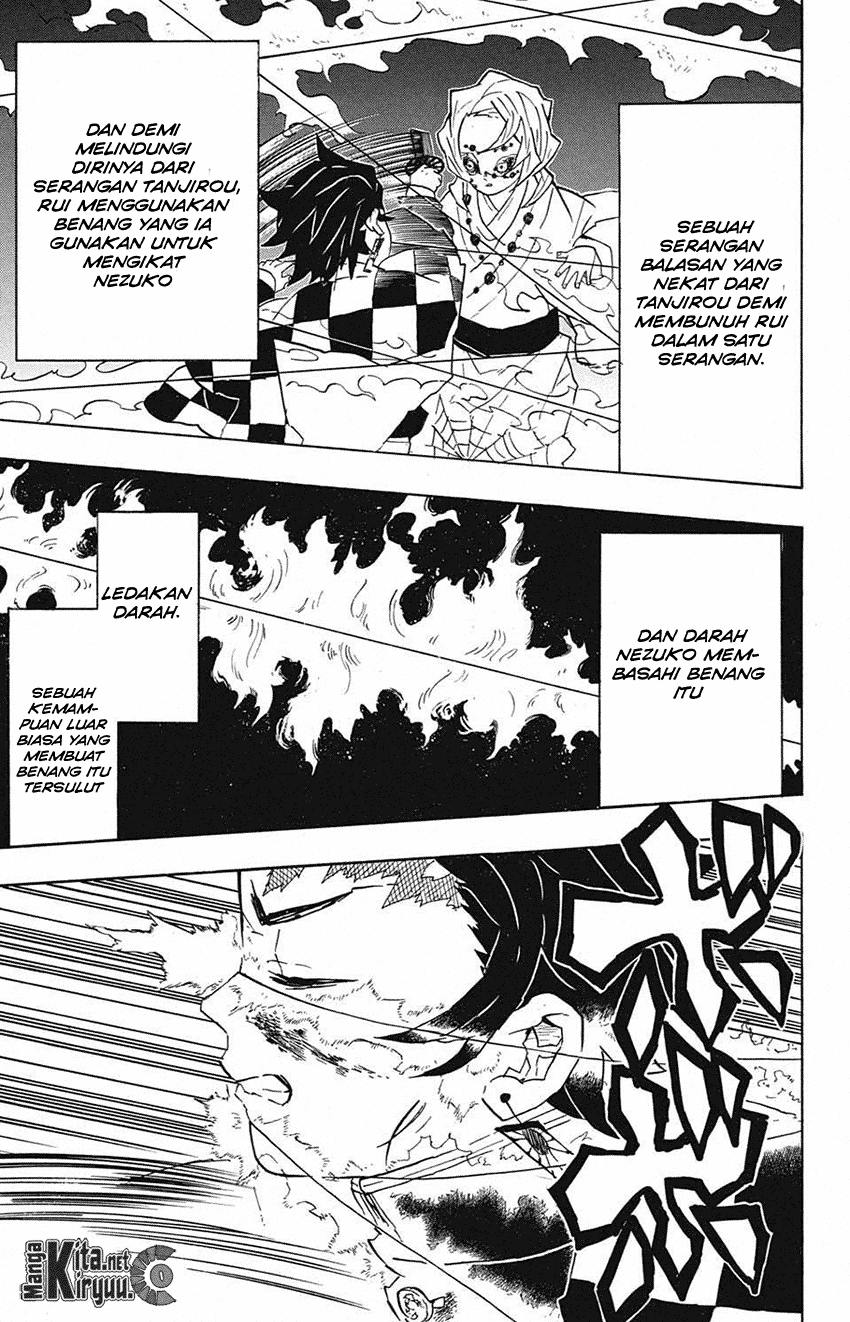 SEBUAH
SERANGAN
BALASAN YANG
NEKAT DARI
TANJIROU DEMI
MEMBUNUH RUI
DALAM SATU
SERANGAN.
DAN DEMI
MELINDUNGI
DIRINYA DARI
SERANGAN TANJIROU,
RUI MENGGUNAKAN
BENANG YANG IA
GUNAKAN UNTUK
MENGIKAT
NEZUKO
DAN DARAH
NEZUKO MEM-
BASAHI BENANG
ITU
LEDAKAN
DARAH.
SEBUAH
KEMAM-
PUAN LUAR
BIASA YANG
MEMBUAT
BENANG ITU
TERSULUT
Manga
Kita.net
Kiryuu.